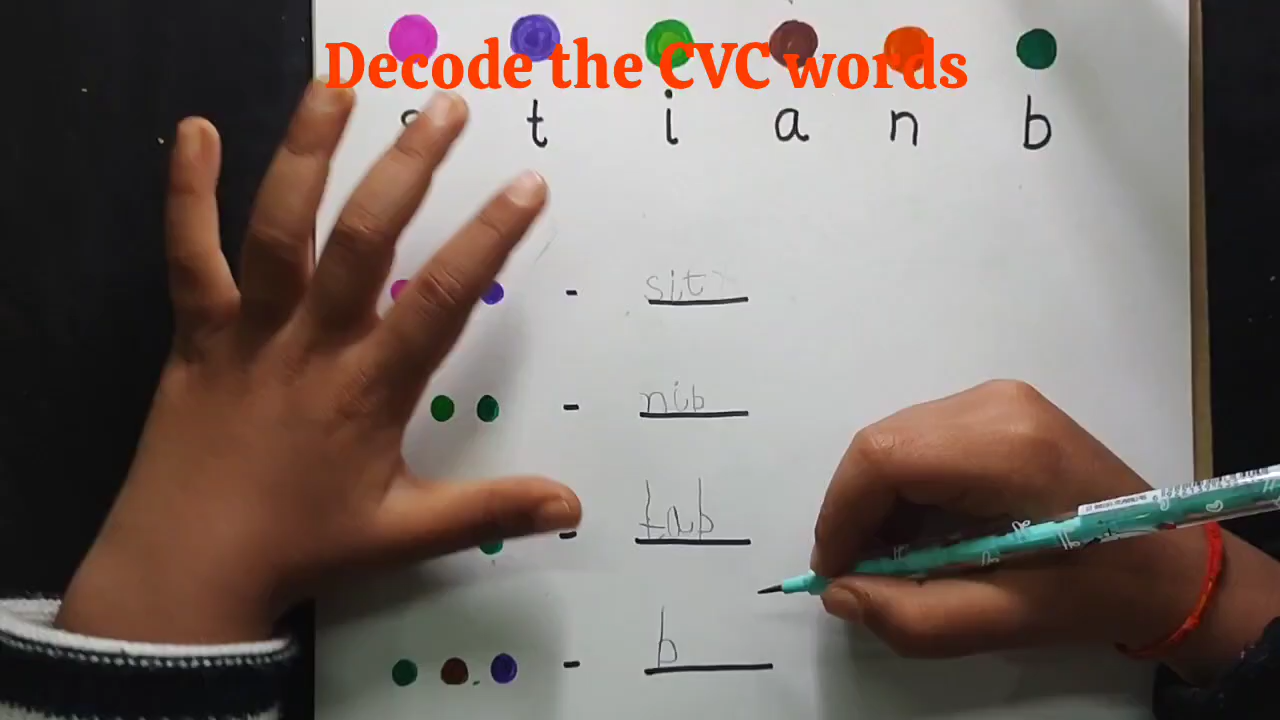 Decode the CVC words
t i a n b
- sit
- nib
- tab
- b